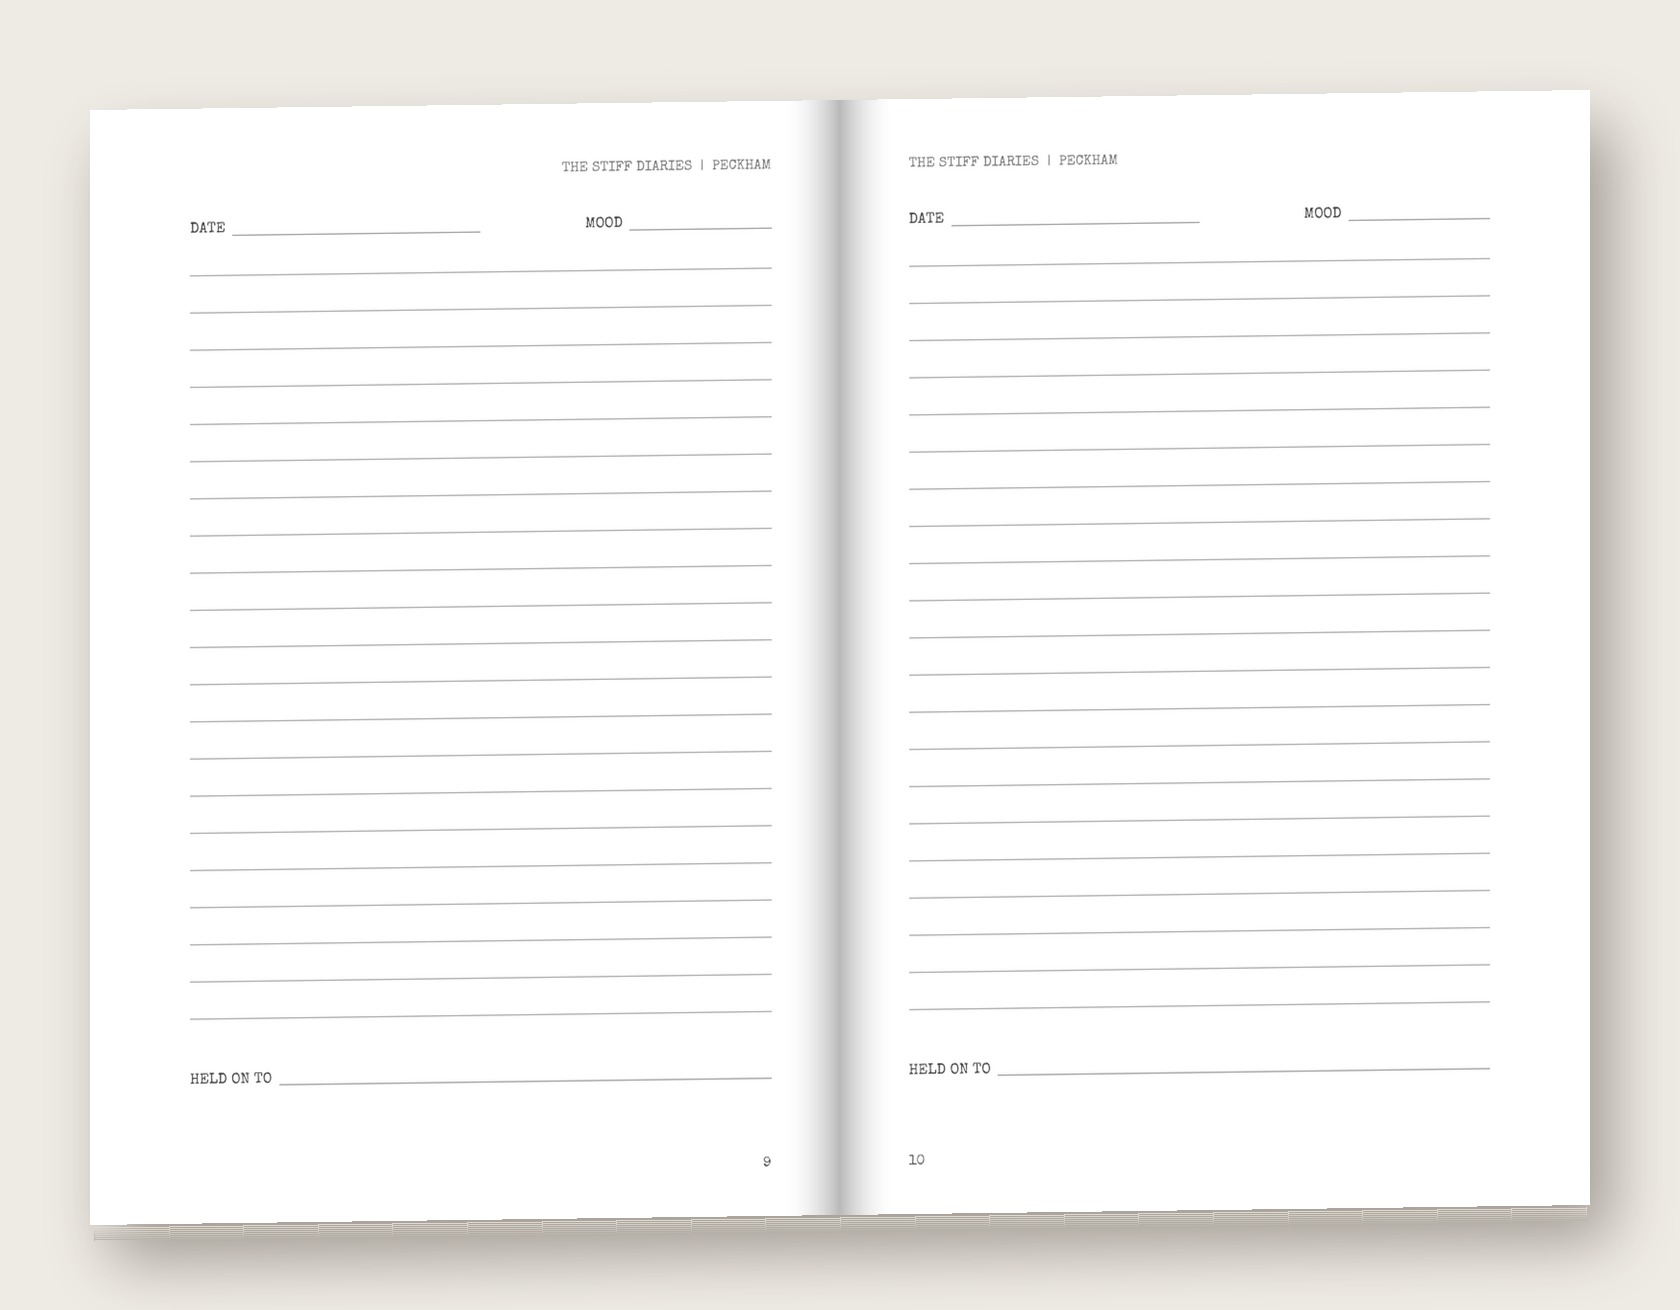 THE STIFF DIARIES | PECKHAM
DATE MOOD
HELD ON TO
9
THE STIFF DIARIES | PECKHAM
DATE MOOD
HELD ON TO
10